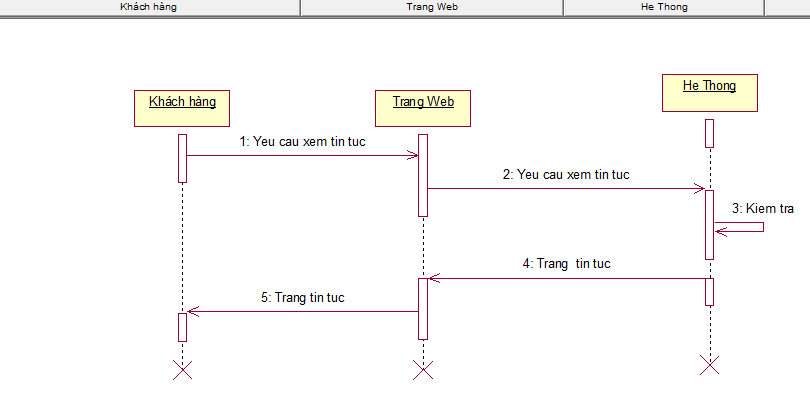 Khách hàng
Trang Web
He Thong
He Thong
Khách hàng
Trang Web
1: Yeu cau xem tin tuc
2: Yeu cau xem tin tuc
3: Kiem tra
4: Trang  tin tuc
5: Trang tin tuc